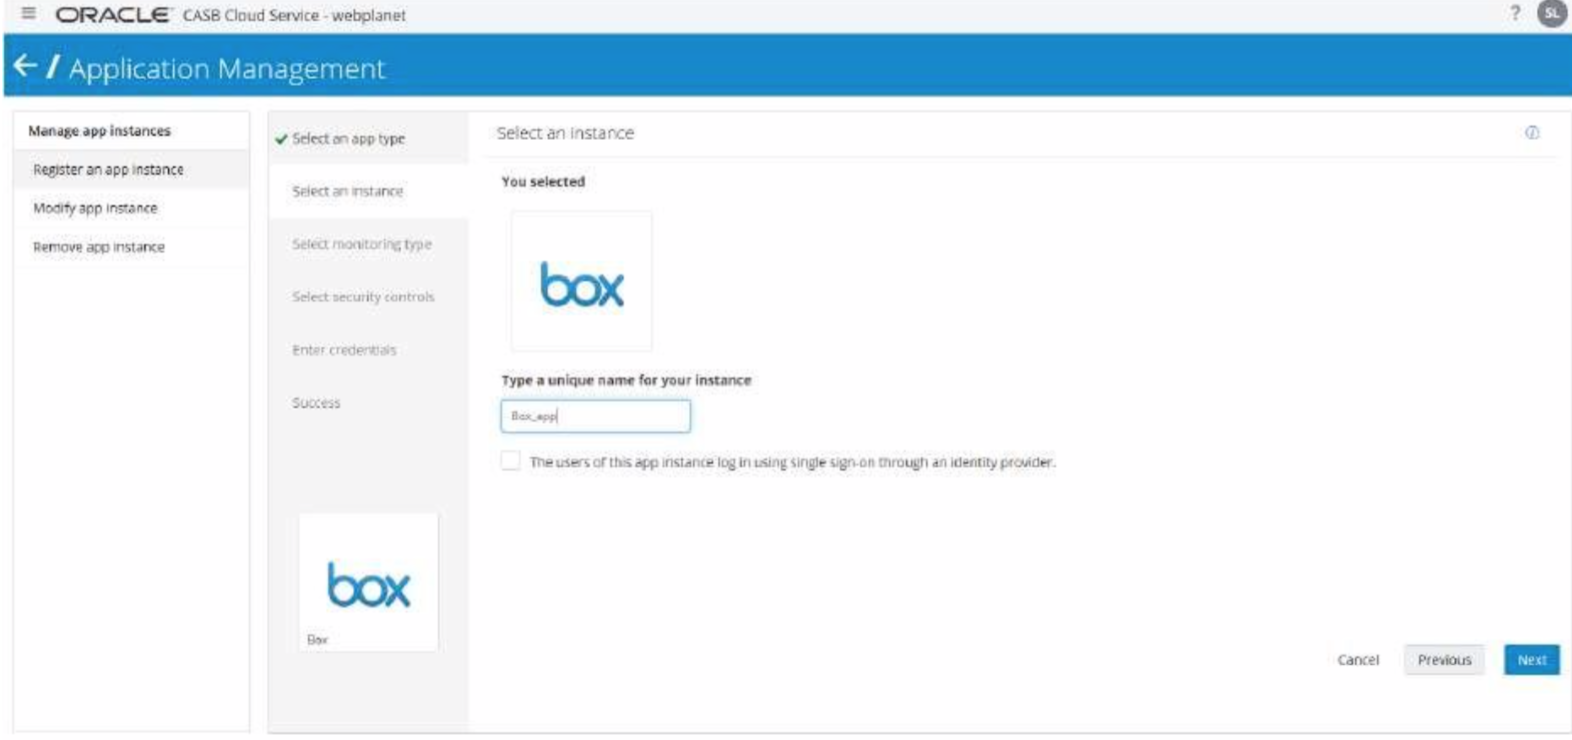 ORACLE CASB Cloud Service - webplanet
? SL
Application Management
Manage app instances
Register an app instance
Modify app instance
Remove app instance
Select an app type
Select an instance
Select monitoring type
Select security controls
Enter credentials
Success
box
Box
Select an instance
You selected
box
Type a unique name for your instance
Box_app
The users of this app instance log in using single sign-on through an identity provider.
Cancel Previous Next